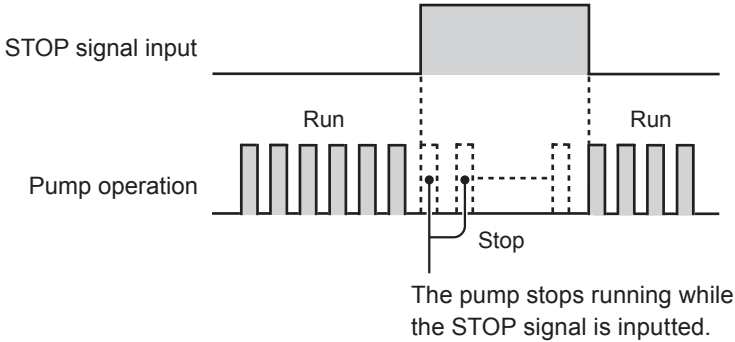 STOP signal input
Run
Run
Pump operation
Stop
The pump stops running while
the STOP signal is inputted.